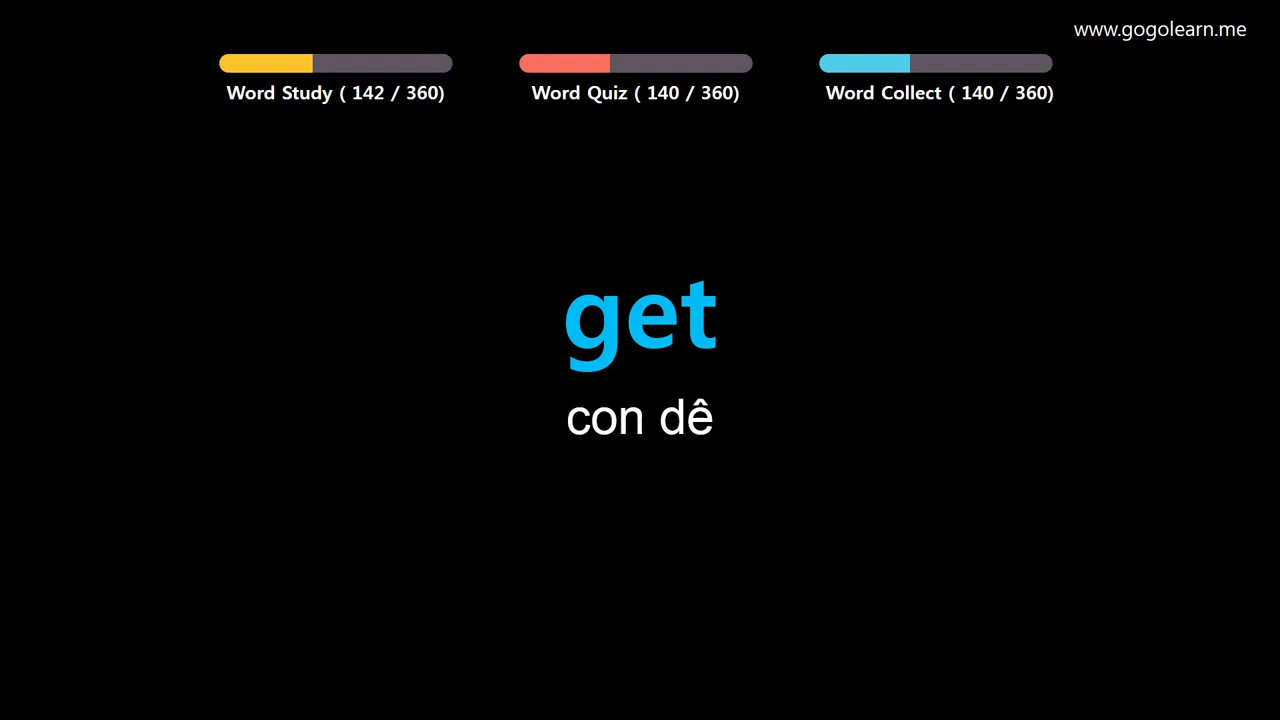 www.gogolearn.me
Word Study ( 142 / 360)
Word Quiz ( 140 / 360)
Word Collect ( 140 / 360)
get
con dê